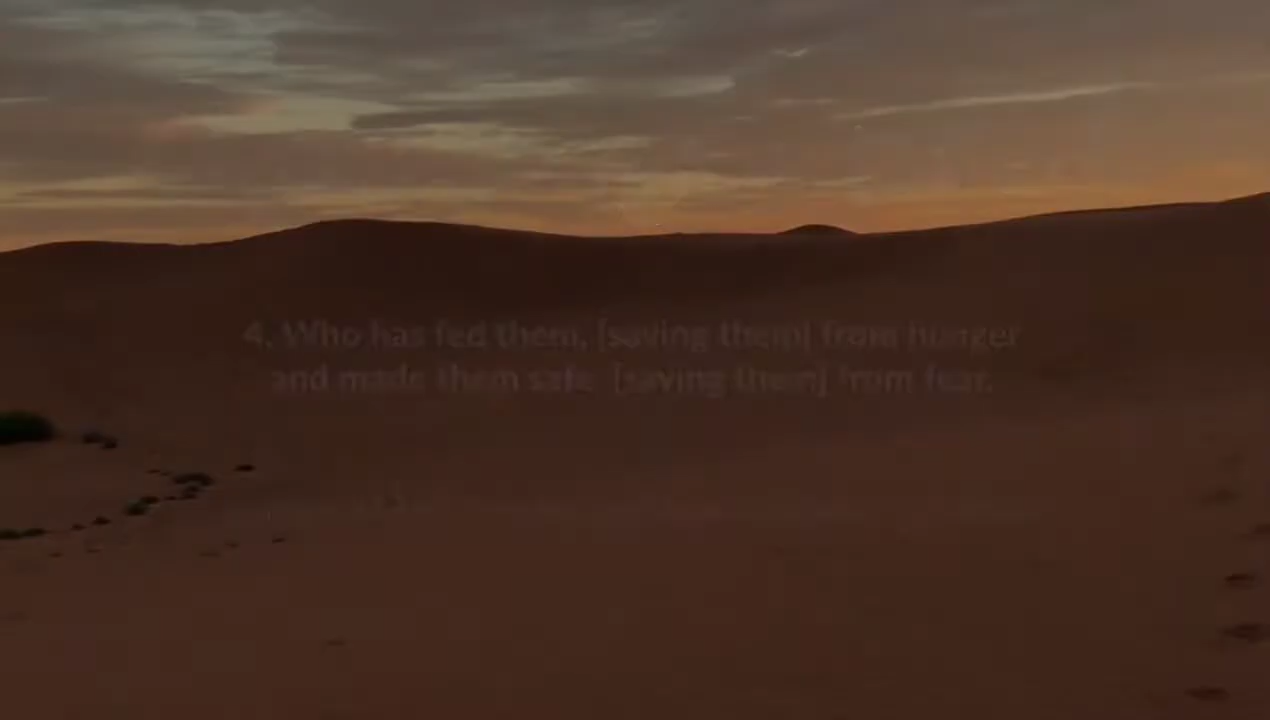 4. Who has fed them, [saving them] from hunger
and made them safe, [saving them] from fear.